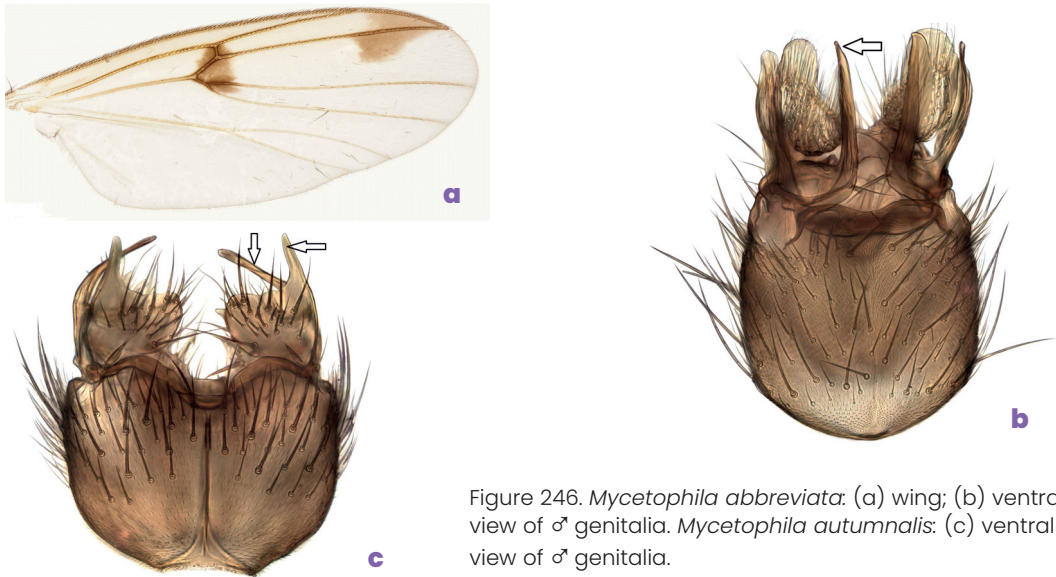 a
b
c
Figure 246. Mycetophila abbreviata: (a) wing; (b) ventral
view of ♂ genitalia. Mycetophila autumnalis: (c) ventral
view of ♂ genitalia.